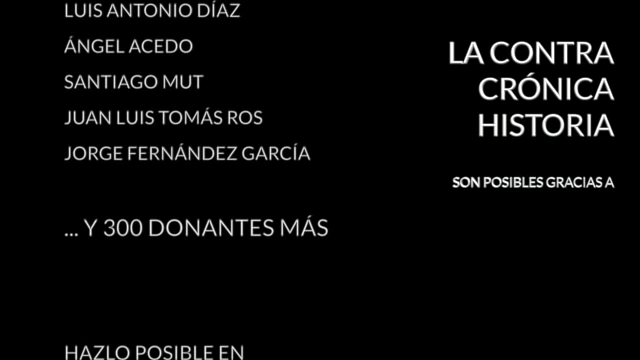 LUIS ANTONIO DÍAZ
ÁNGEL ACEDO
SANTIAGO MUT
JUAN LUIS TOMÁS ROS
JORGE FERNÁNDEZ GARCÍA
... Y 300 DONANTES MÁS
HAZLO POSIBLE EN
LA CONTRA
CRÓNICA
HISTORIA
SON POSIBLES GRACIAS A